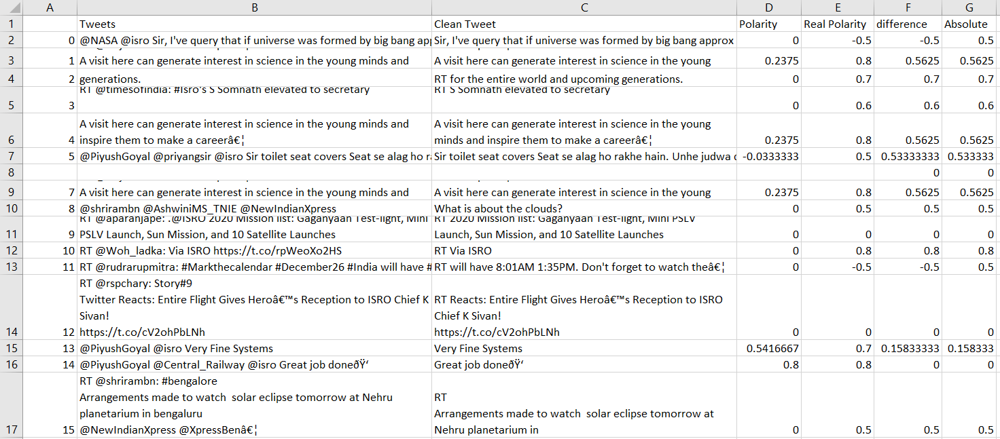 A B C D E F G
1 Tweets Clean Tweet Polarity Real Polarity difference Absolute
2 0 @NASA @isro Sir, I've query that if universe was formed by big bang Sir, I've query that if universe was formed by big bang approx 0 -0.5 -0.5 0.5
3 1 A visit here can generate interest in science in the young minds and A visit here can generate interest in science in the young 0.2375 0.8 0.5625 0.5625
4 2 generations. RT for the entire world and upcoming generations. 0 0.7 0.7 0.7
RT @timesofindia: #Isro's S Somnath elevated to secretary RT S Somnath elevated to secretary
5 3 0 0.6 0.6 0.6
A visit here can generate interest in science in the young minds and A visit here can generate interest in science in the young
6 4 inspire them to make a careerâ€¦ minds and inspire them to make a careerâ€¦ 0.2375 0.8 0.5625 0.5625
7 5 @PiyushGoyal @priyangsir @isro Sir toilet seat covers Seat se alag ho Sir toilet seat covers Seat se alag ho rakhe hain. Unhe judwa -0.0333333 0.5 0.53333333 0.533333
8 0 0
9 7 A visit here can generate interest in science in the young minds and A visit here can generate interest in science in the young 0.2375 0.8 0.5625 0.5625
10 8 @shrirambn @AshwiniMS_TNIE @NewIndianXpress What is about the clouds? 0 0.5 0.5 0.5
RT @aparanjape: .@ISRO 2020 Mission list: Gaganyaan Test-flight, Mini RT 2020 Mission list: Gaganyaan Test-flight, Mini PSLV
11 9 PSLV Launch, Sun Mission, and 10 Satellite Launches Launch, Sun Mission, and 10 Satellite Launches 0 0 0 0
12 10 RT @Woh_ladka: Via ISRO https://t.co/rpWeoXo2HS RT Via ISRO 0 0.8 0.8 0.8
13 11 RT @rudrarupmitra: #Markthecalendar #December26 #India will have # RT will have 8:01AM 1:35PM. Don't forget to watch theâ€¦ 0 -0.5 -0.5 0.5
RT @rspchary: Story#9
Twitter Reacts: Entire Flight Gives Heroâ€™s Reception to ISRO Chief K RT Reacts: Entire Flight Gives Heroâ€™s Reception to ISRO
Sivan! Chief K Sivan!
14 12 https://t.co/cV2ohPbLNh https://t.co/cV2ohPbLNh 0 0 0 0
15 13 @PiyushGoyal @isro Very Fine Systems Very Fine Systems 0.5416667 0.7 0.15833333 0.158333
16 14 @PiyushGoyal @Central_Railway @isro Great job doneðŸ‘ Great job doneðŸ‘ 0.8 0.8 0 0
RT @shrirambn: #bengalore
Arrangements made to watch solar eclipse tomorrow at Nehru RT
planetarium in bengaluru Arrangements made to watch solar eclipse tomorrow at
17 15 @NewIndianXpress @XpressBenâ€¦ Nehru planetarium in 0 0.5 0.5 0.5